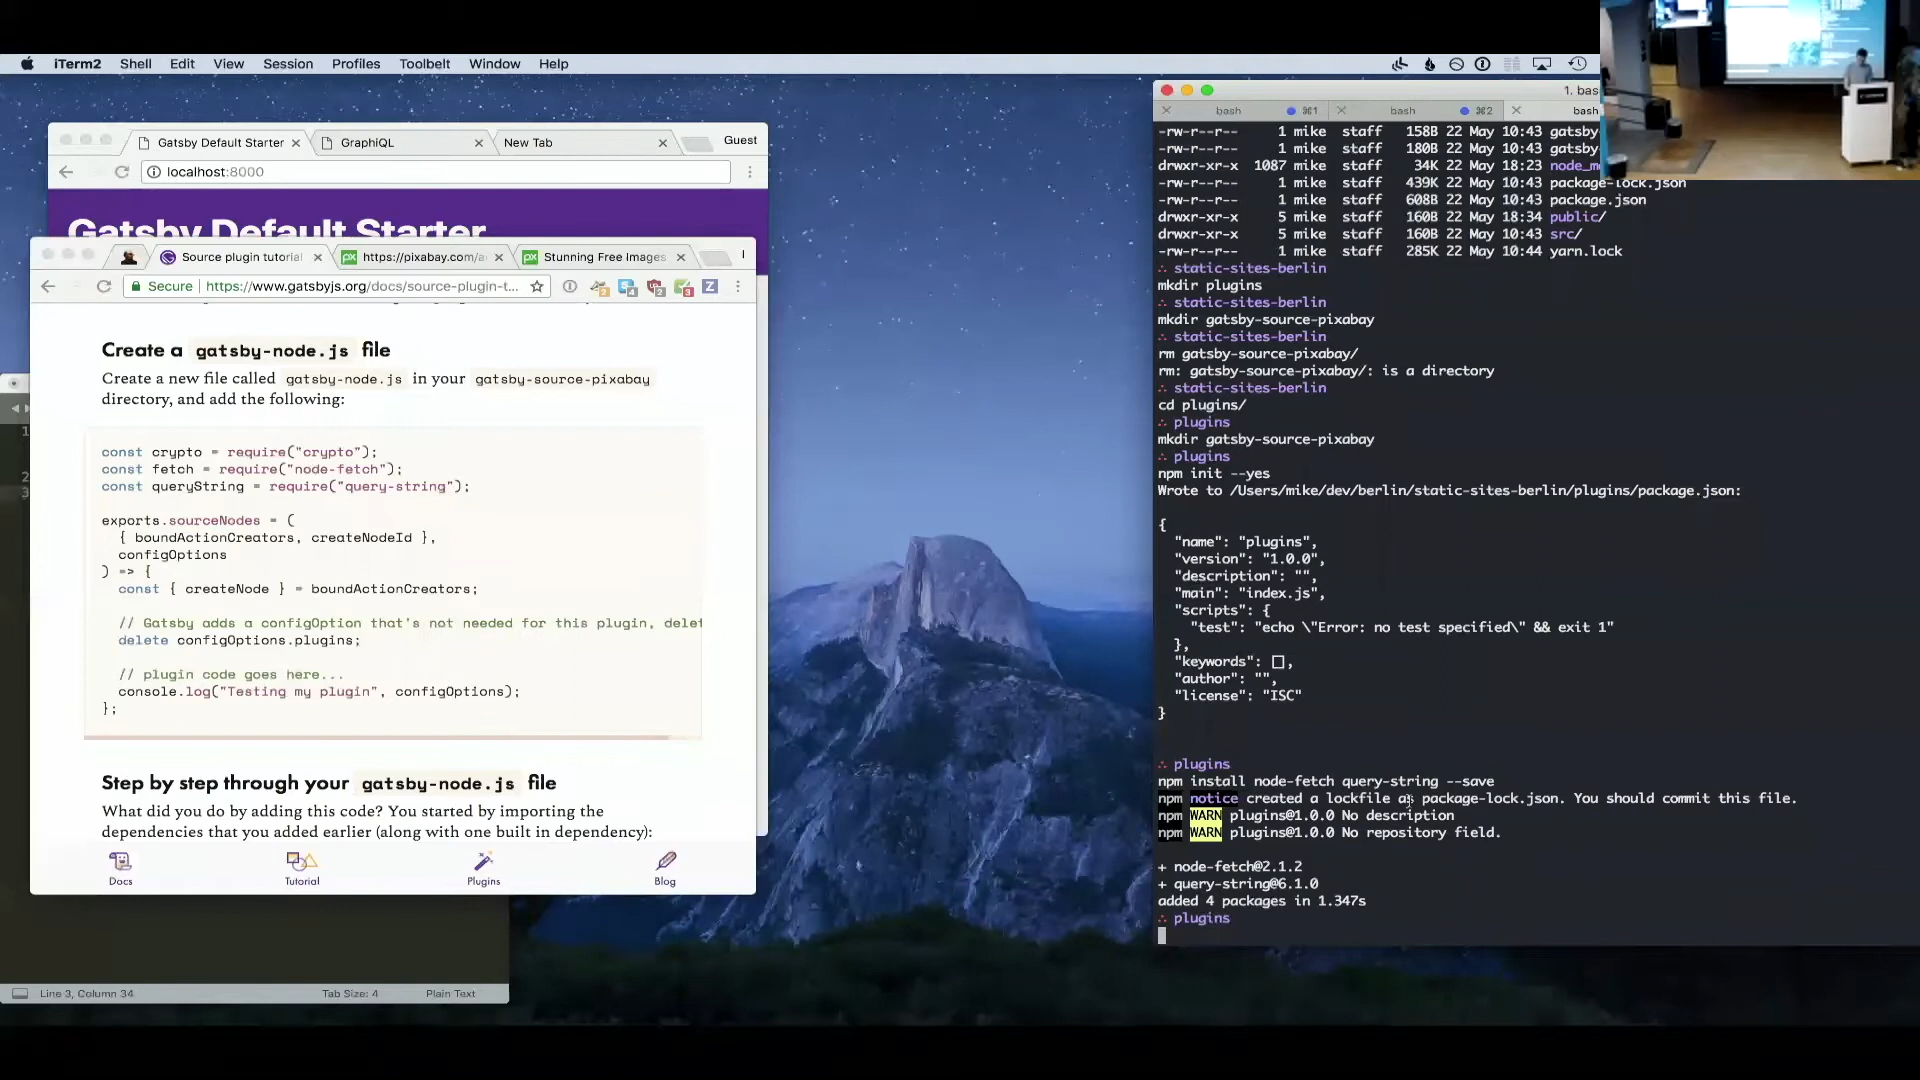 iTerm2 Shell Edit View Session Profiles Toolbelt Window Help
Gatsby Default Starter GraphiQL New Tab Guest
localhost:8000
Gatsby Default Starter
Source plugin tutorial https://pixabay.com/a Stunning Free Images
Secure https://www.gatsbyjs.org/docs/source-plugin-t...
Create a gatsby-node.js file
Create a new file called gatsby-node.js in your gatsby-source-pixabay
directory, and add the following:
const crypto = require("crypto");
const fetch = require("node-fetch");
const queryString = require("query-string");
exports.sourceNodes = (
{ boundActionCreators, createNodeId },
configOptions
) => {
const { createNode } = boundActionCreators;
// Gatsby adds a configOption that's not needed for this plugin, delet
delete configOptions.plugins;
// plugin code goes here...
console.log("Testing my plugin", configOptions);
};
Step by step through your gatsby-node.js file
What did you do by adding this code? You started by importing the
dependencies that you added earlier (along with one built in dependency):
Docs Tutorial Plugins Blog
1
2
3
Line 3, Column 34 Tab Size: 4 Plain Text
1. bas
bash ⌘1 bash ⌘2 bash
-rw-r--r-- 1 mike staff 158B 22 May 10:43 gatsby-
-rw-r--r-- 1 mike staff 180B 22 May 10:43 gatsby-
drwxr-xr-x 1087 mike staff 34K 22 May 18:23 node_m
-rw-r--r-- 1 mike staff 439K 22 May 10:43 package-lock.json
-rw-r--r-- 1 mike staff 608B 22 May 10:43 package.json
drwxr-xr-x 5 mike staff 160B 22 May 18:34 public/
drwxr-xr-x 5 mike staff 160B 22 May 10:43 src/
-rw-r--r-- 1 mike staff 285K 22 May 10:44 yarn.lock
∴ static-sites-berlin
mkdir plugins
∴ static-sites-berlin
mkdir gatsby-source-pixabay
∴ static-sites-berlin
rm gatsby-source-pixabay/
rm: gatsby-source-pixabay/: is a directory
∴ static-sites-berlin
cd plugins/
∴ plugins
mkdir gatsby-source-pixabay
∴ plugins
npm init --yes
Wrote to /Users/mike/dev/berlin/static-sites-berlin/plugins/package.json:
{
"name": "plugins",
"version": "1.0.0",
"description": "",
"main": "index.js",
"scripts": {
"test": "echo \"Error: no test specified\" && exit 1"
},
"keywords": [],
"author": "",
"license": "ISC"
}
∴ plugins
npm install node-fetch query-string --save
npm notice created a lockfile as package-lock.json. You should commit this file.
npm WARN plugins@1.0.0 No description
npm WARN plugins@1.0.0 No repository field.
+ node-fetch@2.1.2
+ query-string@6.1.0
added 4 packages in 1.347s
∴ plugins